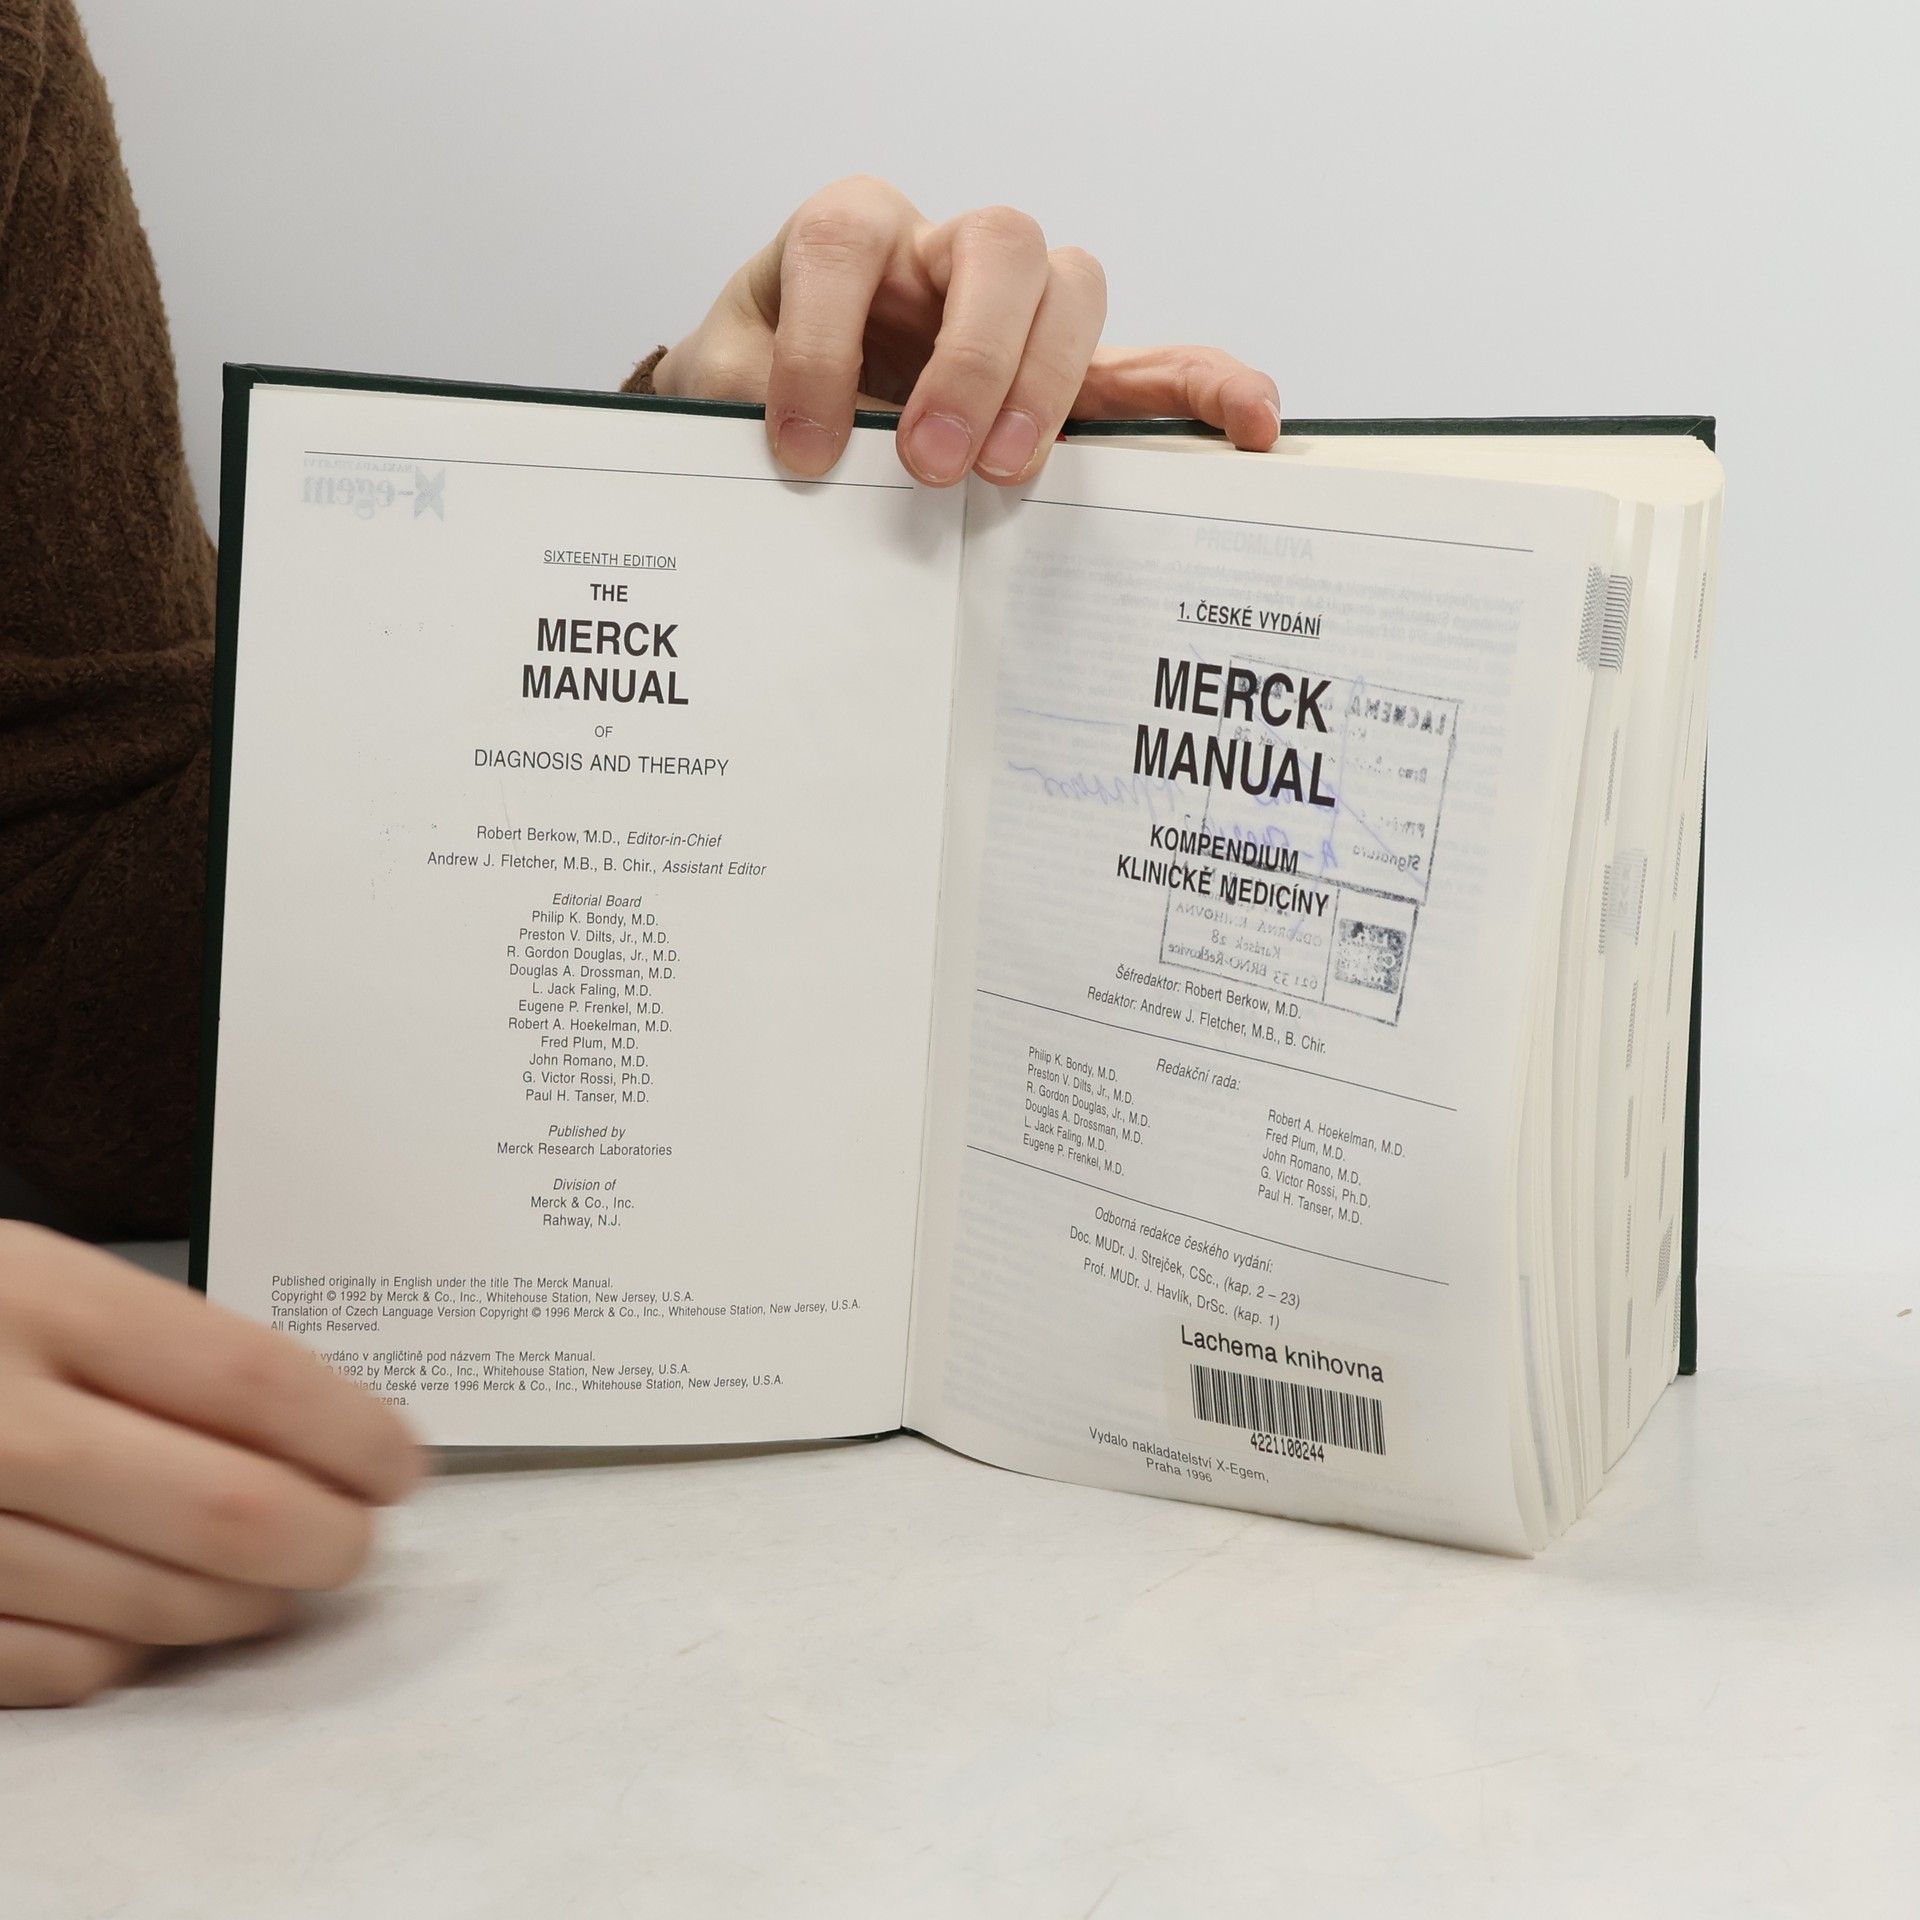 SIXTEENTH EDITION
THE
MERCK
MANUAL
OF
DIAGNOSIS AND THERAPY
Robert Berkow, M.D., Editor-in-Chief
Andrew J. Fletcher, M.B., B. Chir., Assistant Editor
Editorial Board
Philip K. Bondy, M.D.
Preston V. Dilts, Jr., M.D.
R. Gordon Douglas, Jr., M.D.
Douglas A. Drossman, M.D.
L. Jack Faling, M.D.
Eugene P. Frenkel, M.D.
Robert A. Hoekelman, M.D.
Fred Plum, M.D.
John Romano, M.D.
G. Victor Rossi, Ph.D.
Paul H. Tanser, M.D.
Published by
Merck Research Laboratories
Division of
Merck & Co., Inc.
Rahway, N.J.
Published originally in English under the title The Merck Manual.
Copyright © 1992 by Merck & Co., Inc., Whitehouse Station, New Jersey, U.S.A.
Translation of Czech Language Version Copyright © 1996 Merck & Co., Inc., Whitehouse Station, New Jersey, U.S.A.
All Rights Reserved.
vydáno v angličtině pod názvem The Merck Manual.
1992 by Merck & Co., Inc., Whitehouse Station, New Jersey, U.S.A.
české verze 1996 Merck & Co., Inc., Whitehouse Station, New Jersey, U.S.A.
1. ČESKÉ VYDÁNÍ
MERCK
MANUAL
KOMPENDIUM
KLINICKÉ MEDICÍNY
Šéfredaktor: Robert Berkow, M.D.
Redaktor: Andrew J. Fletcher, M.B., B. Chir.
Redakční rada:
Philip K. Bondy, M.D.
Preston V. Dilts, Jr., M.D.
R. Gordon Douglas, Jr., M.D.
Douglas A. Drossman, M.D.
L. Jack Faling, M.D.
Eugene P. Frenkel, M.D.
Robert A. Hoekelman, M.D.
Fred Plum, M.D.
John Romano, M.D.
G. Victor Rossi, Ph.D.
Paul H. Tanser, M.D.
Odborná redakce českého vydání:
Doc. MUDr. J. Strejček, CSc., (kap. 2 – 23)
Prof. MUDr. J. Havlík, DrSc. (kap. 1)
Lachema knihovna
4221100244
Vydalo nakladatelství X-Egem,
Praha 1996